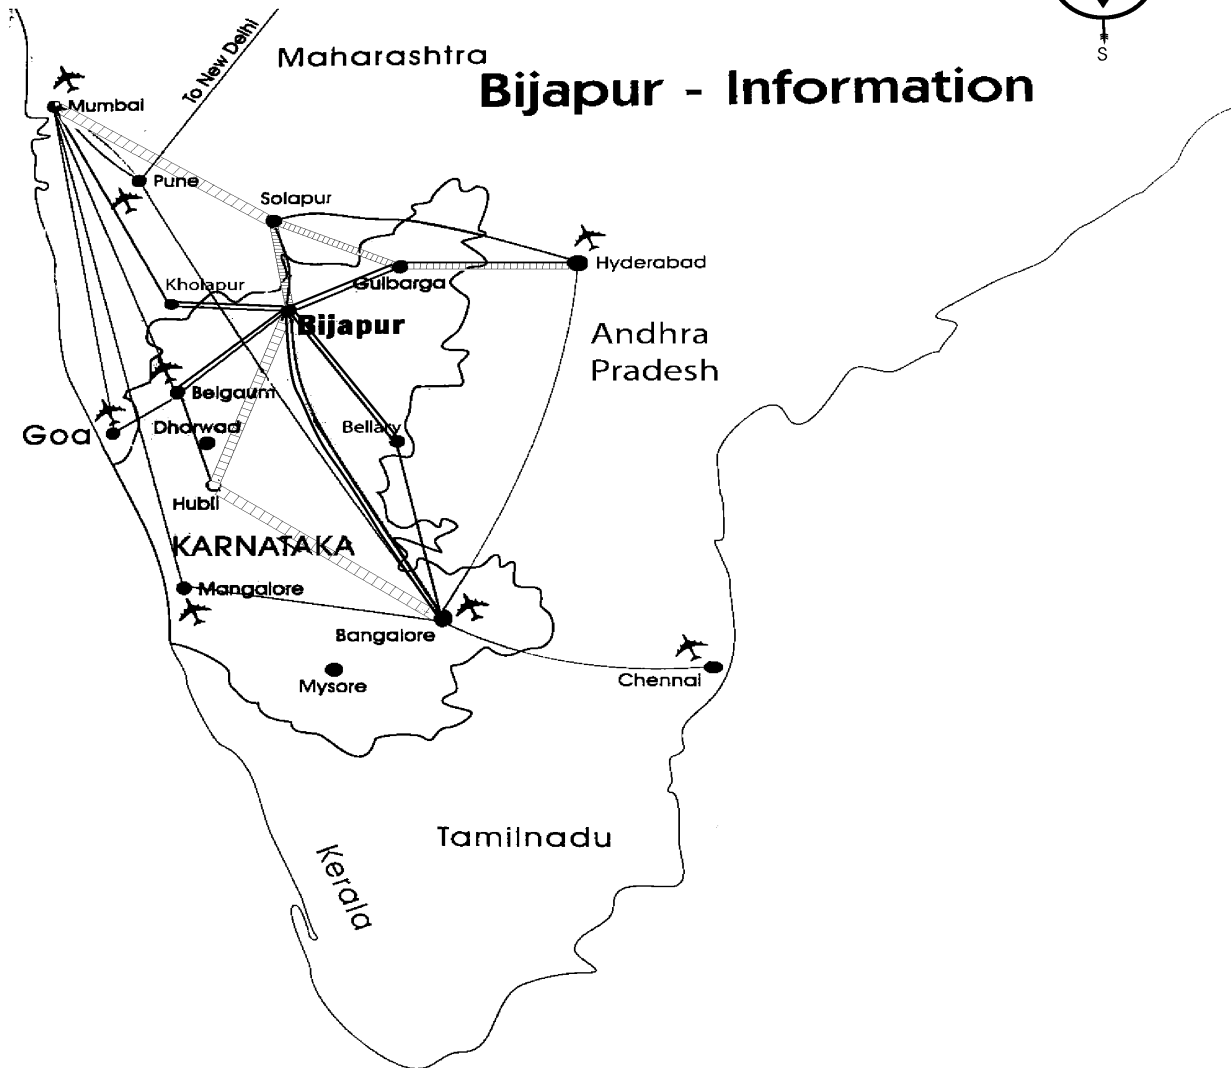 S
Maharashtra
To New Delhi
Bijapur - Information
Mumbai
Pune
Solapur
Hyderabad
Gulbarga
Kholapur
Bijapur
Andhra
Pradesh
Belgaum
Goa
Dharwad
Bellary
Hubli
KARNATAKA
Mangalore
Bangalore
Mysore
Chennai
Tamilnadu
Kerala